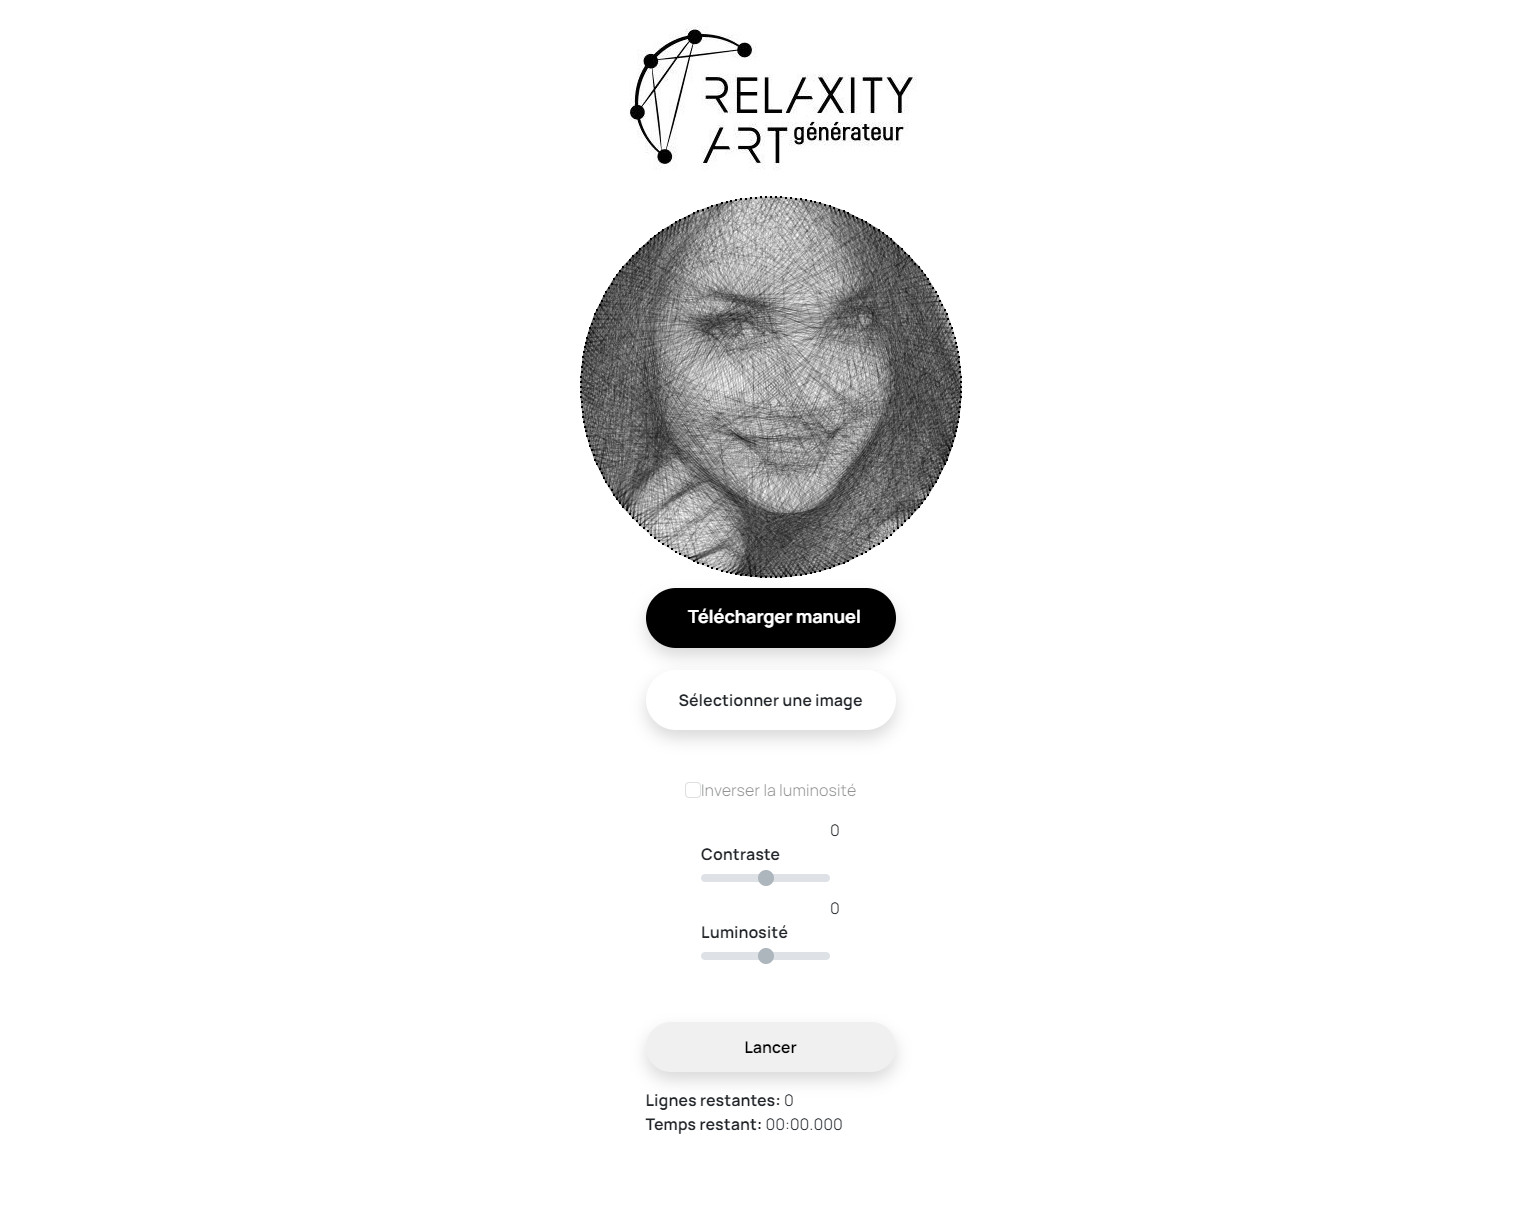 RELAXITY
ART générateur
Télécharger manuel
Sélectionner une image
Inverser la luminosité
0
Contraste
0
Luminosité
Lancer
Lignes restantes: 0
Temps restant: 00:00.000